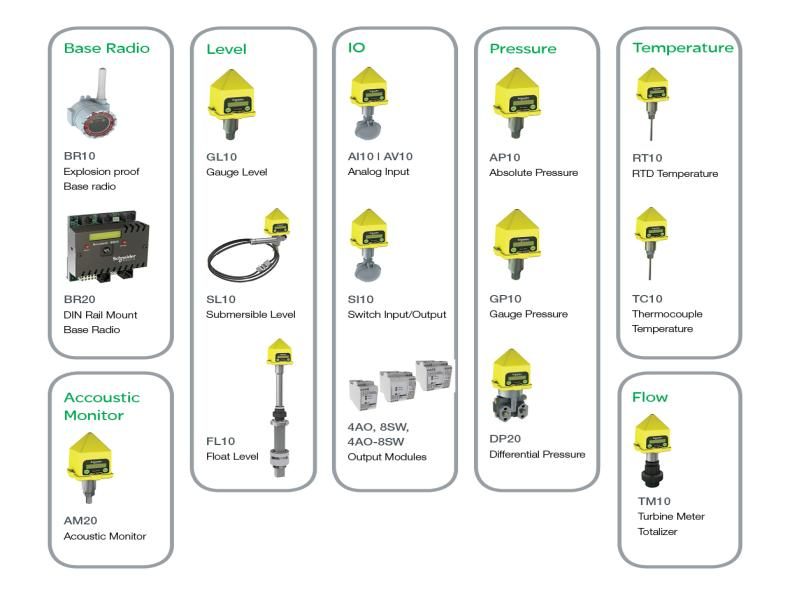 Base Radio
BR10
Explosion proof
Base radio
Schneider
BR20
DIN Rail Mount
Base Radio
Accoustic
Monitor
AM20
Acoustic Monitor
Level
GL10
Gauge Level
SL10
Submersible Level
FL10
Float Level
IO
AI10 | AV10
Analog Input
SI10
Switch Input/Output
4AO, 8SW,
4AO-8SW
Output Modules
Pressure
AP10
Absolute Pressure
GP10
Gauge Pressure
DP20
Differential Pressure
Temperature
RT10
RTD Temperature
TC10
Thermocouple
Temperature
Flow
TM10
Turbine Meter
Totalizer